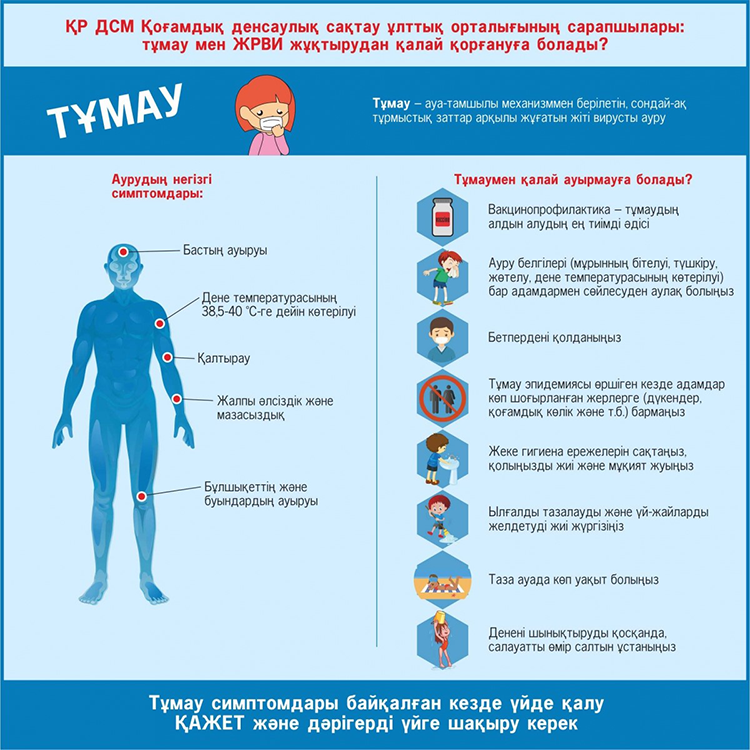 ҚР ДСМ Қоғамдық денсаулық сақтау ұлттық орталығының сарапшылары:
тұмау мен ЖРВИ жұқтырудан қалай қорғануға болады?
ТҰМАУ
Тұмау – ауа-тамшылы механизммен берілетін, сондай-ақ
тұрмыстық заттар арқылы жұғатын жіті вирусты ауру
Аурудың негізгі
симптомдары:
Бастың ауыруы
Дене температурасының
38,5-40 °С-ге дейін көтерілуі
Қалтырау
Жалпы әлсіздік және
мазасыздық
Бұлшықеттің және
буындардың ауыруы
Тұмаумен қалай ауырмауға болады?
VACCINE
Вакцинопрофилактика – тұмаудың
алдын алудың ең тиімді әдісі
Ауру белгілері (мұрынның бітелуі, түшкіру,
жөтелу, дене температурасының көтерілуі)
бар адамдармен сөйлесуден аулақ болыңыз
Бетпердені қолданыңыз
Тұмау эпидемиясы өршіген кезде адамдар
көп шоғырланған жерлерге (дүкендер,
қоғамдық көлік және т.б.) бармаңыз
Жеке гигиена ережелерін сақтаңыз,
қолыңызды жиі және мұқият жуыңыз
Ылғалды тазалауды және үй-жайларды
желдетуді жиі жүргізіңіз
Таза ауада көп уақыт болыңыз
Денені шынықтыруды қосқанда,
салауатты өмір салтын ұстаныңыз
Тұмау симптомдары байқалған кезде үйде қалу
ҚАЖЕТ және дәрігерді үйге шақыру керек